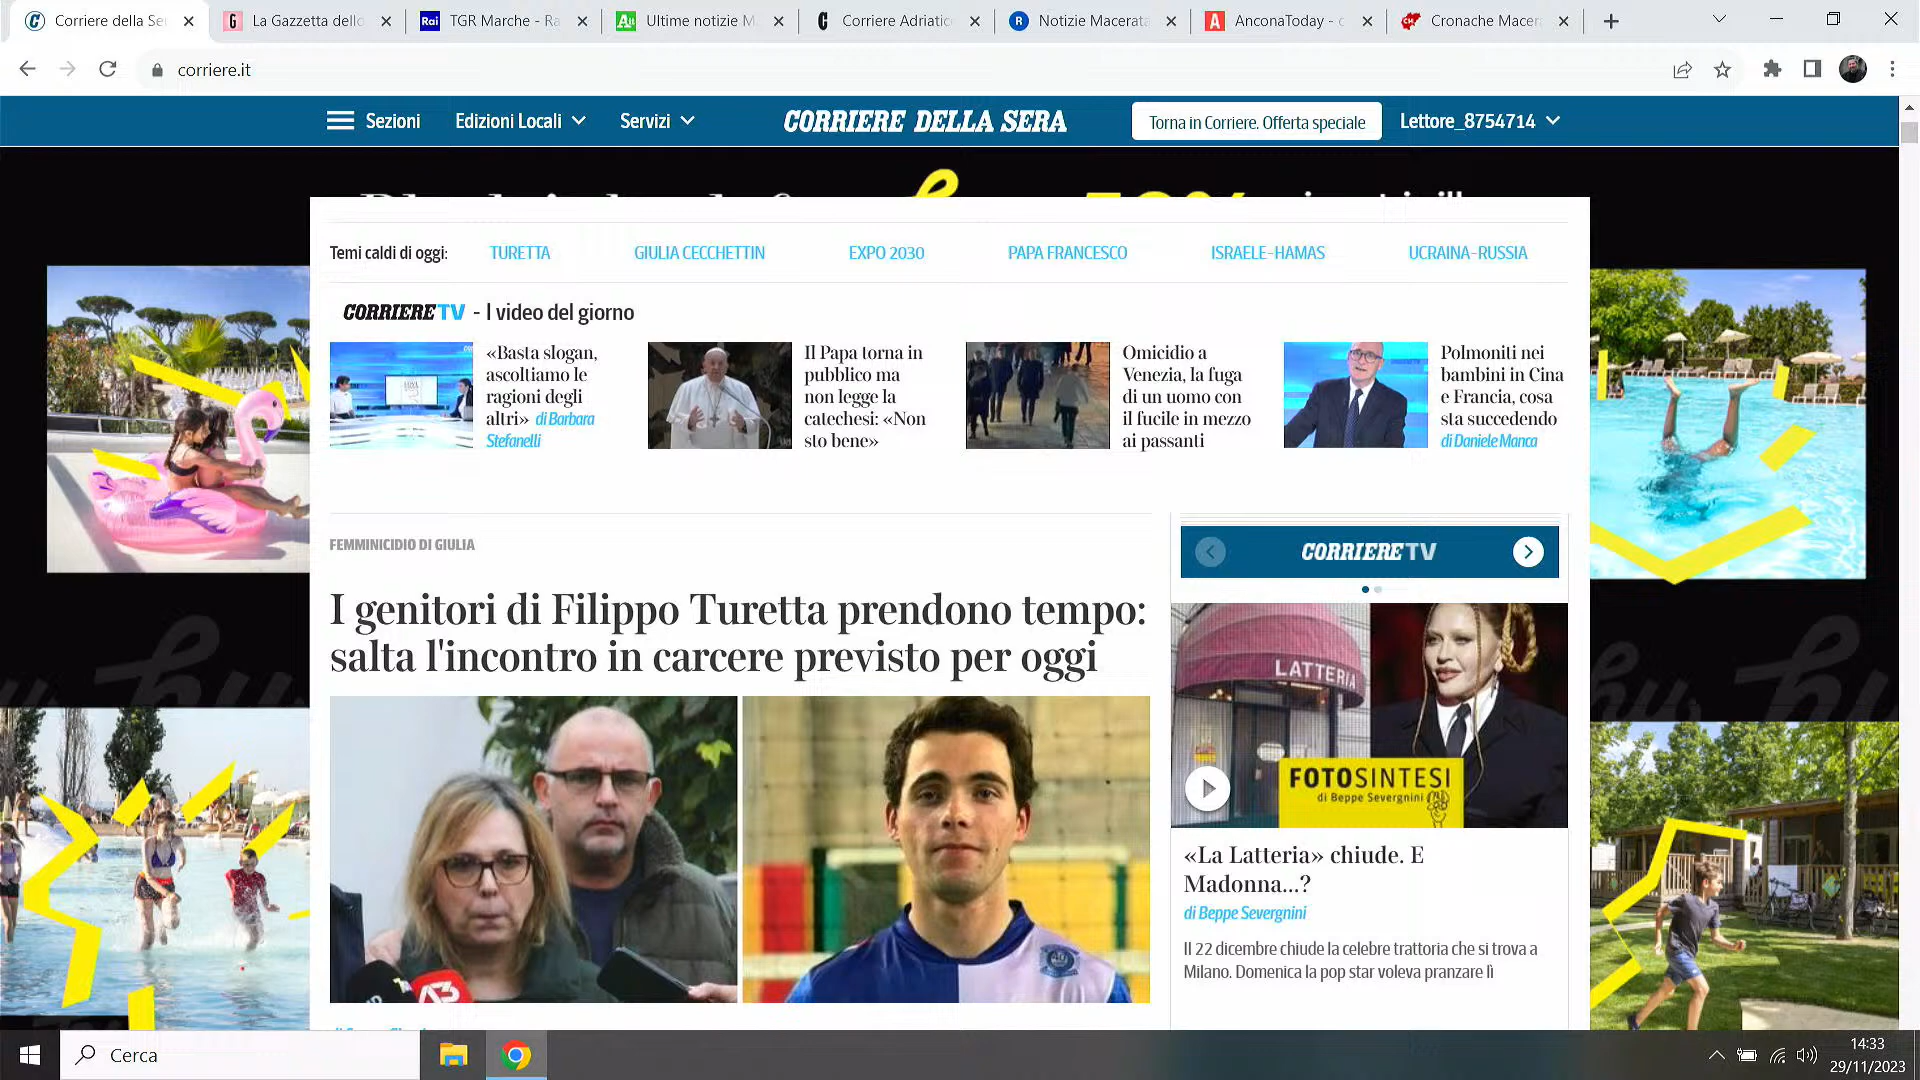 Corriere della Se
La Gazzetta dello
TGR Marche - Ra
Ultime notizie M
Corriere Adriatic
Notizie Macerat
AnconaToday - c
Cronache Macer
corriere.it
Sezioni
Edizioni Locali
Servizi
CORRIERE DELLA SERA
Torna in Corriere. Offerta speciale
Lettore_8754714
Temi caldi di oggi:
TURETTA
GIULIA CECCHETTIN
EXPO 2030
PAPA FRANCESCO
ISRAELE-HAMAS
UCRAINA-RUSSIA
CORRIERE TV - I video del giorno
«Basta slogan,
ascoltiamo le
ragioni degli
altri» di Barbara
Stefanelli
Il Papa torna in
pubblico ma
non legge la
catechesi: «Non
sto bene»
Omicidio a
Venezia, la fuga
di un uomo con
il fucile in mezzo
ai passanti
Polmoniti nei
bambini in Cina
e Francia, cosa
sta succedendo
di Daniele Manca
FEMMINICIDIO DI GIULIA
I genitori di Filippo Turetta prendono tempo:
salta l'incontro in carcere previsto per oggi
CORRIERE TV
LATTERIA
FOTOSINTESI
di Beppe Severgnini
«La Latteria» chiude. E
Madonna...?
di Beppe Severgnini
Il 22 dicembre chiude la celebre trattoria che si trova a
Milano. Domenica la pop star voleva pranzare lì
Cerca
14:33
29/11/2023